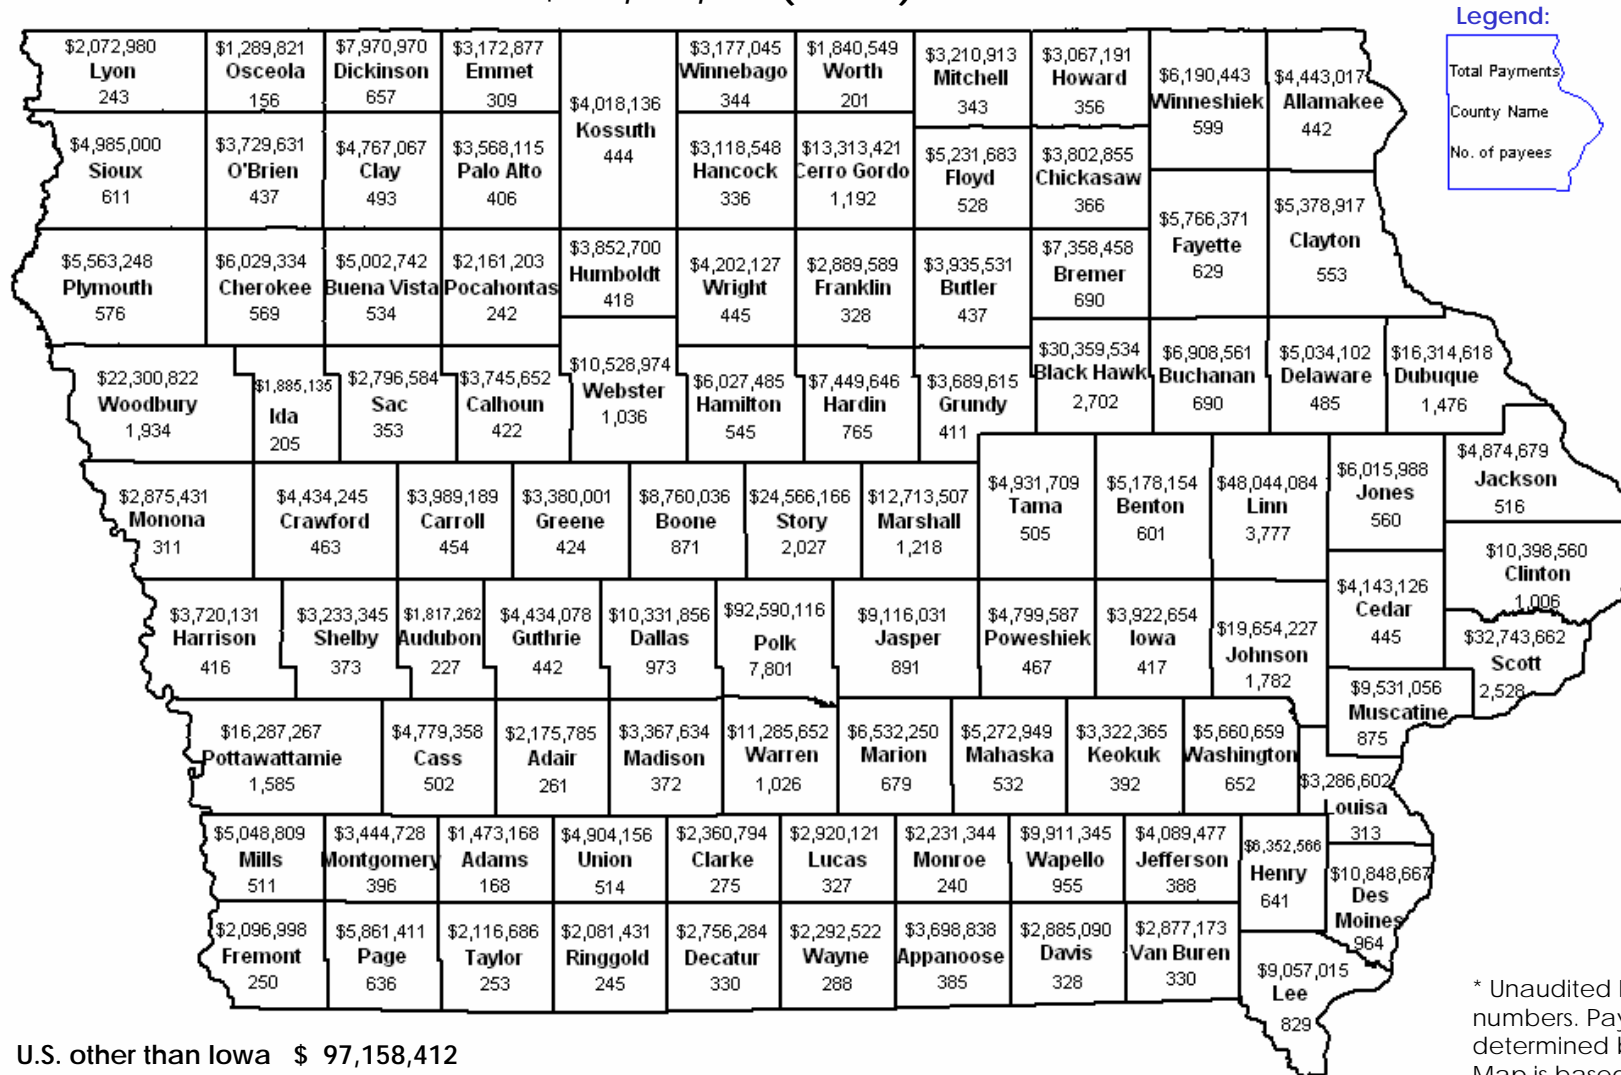 Legend:
Total Payments
County Name
No. of payees
$2,072,980
Lyon
243
$1,289,821
Osceola
156
$7,970,970
Dickinson
657
$3,172,877
Emmet
309
$4,018,136
Kossuth
444
$3,177,045
Winnebago
344
$1,840,549
Worth
201
$3,210,913
Mitchell
343
$3,067,191
Howard
356
$6,190,443
Winneshiek
599
$4,443,017
Allamakee
442
$4,985,000
Sioux
611
$3,729,631
O'Brien
437
$4,767,067
Clay
493
$3,568,115
Palo Alto
406
$3,118,548
Hancock
336
$13,313,421
Cerro Gordo
1,192
$5,231,683
Floyd
528
$3,802,855
Chickasaw
366
$5,766,371
Fayette
629
$5,378,917
Clayton
553
$5,563,248
Plymouth
576
$6,029,334
Cherokee
569
$5,002,742
Buena Vista
534
$2,161,203
Pocahontas
242
$3,852,700
Humboldt
418
$4,202,127
Wright
445
$2,889,589
Franklin
328
$3,935,531
Butler
437
$7,358,458
Bremer
690
$22,300,822
Woodbury
1,934
$1,885,135
Ida
205
$2,796,584
Sac
353
$3,745,652
Calhoun
422
$10,528,974
Webster
1,036
$6,027,485
Hamilton
545
$7,449,646
Hardin
765
$3,689,615
Grundy
411
$30,359,534
Black Hawk
2,702
$6,908,561
Buchanan
690
$5,034,102
Delaware
485
$16,314,618
Dubuque
1,476
$2,875,431
Monona
311
$4,434,245
Crawford
463
$3,989,189
Carroll
454
$3,380,001
Greene
424
$8,760,036
Boone
871
$24,566,166
Story
2,027
$12,713,507
Marshall
1,218
$4,931,709
Tama
505
$5,178,154
Benton
601
$48,044,084
Linn
3,777
$6,015,988
Jones
560
$4,874,679
Jackson
516
$10,398,560
Clinton
1,006
$3,720,131
Harrison
416
$3,233,345
Shelby
373
$1,817,262
Audubon
227
$4,434,078
Guthrie
442
$10,331,856
Dallas
973
$92,590,116
Polk
7,801
$9,116,031
Jasper
891
$4,799,587
Poweshiek
467
$3,922,654
Iowa
417
$19,654,227
Johnson
1,782
$4,143,126
Cedar
445
$32,743,662
Scott
2,528
$9,531,056
Muscatine
875
$16,287,267
Pottawattamie
1,585
$4,779,358
Cass
502
$2,175,785
Adair
261
$3,367,634
Madison
372
$11,285,652
Warren
1,026
$6,532,250
Marion
679
$5,272,949
Mahaska
532
$3,322,365
Keokuk
392
$5,660,659
Washington
652
$3,286,602
Louisa
313
$5,048,809
Mills
511
$3,444,728
Montgomery
396
$1,473,168
Adams
168
$4,904,156
Union
514
$2,360,794
Clarke
275
$2,920,121
Lucas
327
$2,231,344
Monroe
240
$9,911,345
Wapello
955
$4,089,477
Jefferson
388
$6,352,566
Henry
641
$10,848,667
Des
Moines
964
$2,096,998
Fremont
250
$5,861,411
Page
636
$2,116,686
Taylor
253
$2,081,431
Ringgold
245
$2,756,284
Decatur
330
$2,292,522
Wayne
288
$3,698,838
Appanoose
385
$2,885,090
Davis
328
$2,877,173
Van Buren
330
$9,057,015
Lee
829
U.S. other than Iowa $ 97,158,412
* Unaudited
numbers. Pay
determined b
Map is based